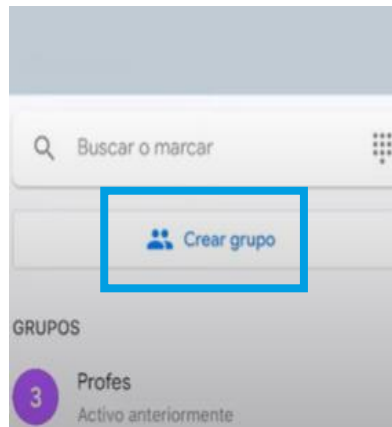 Buscar o marcar
Crear grupo
GRUPOS
3
Profes
Activo anteriormente